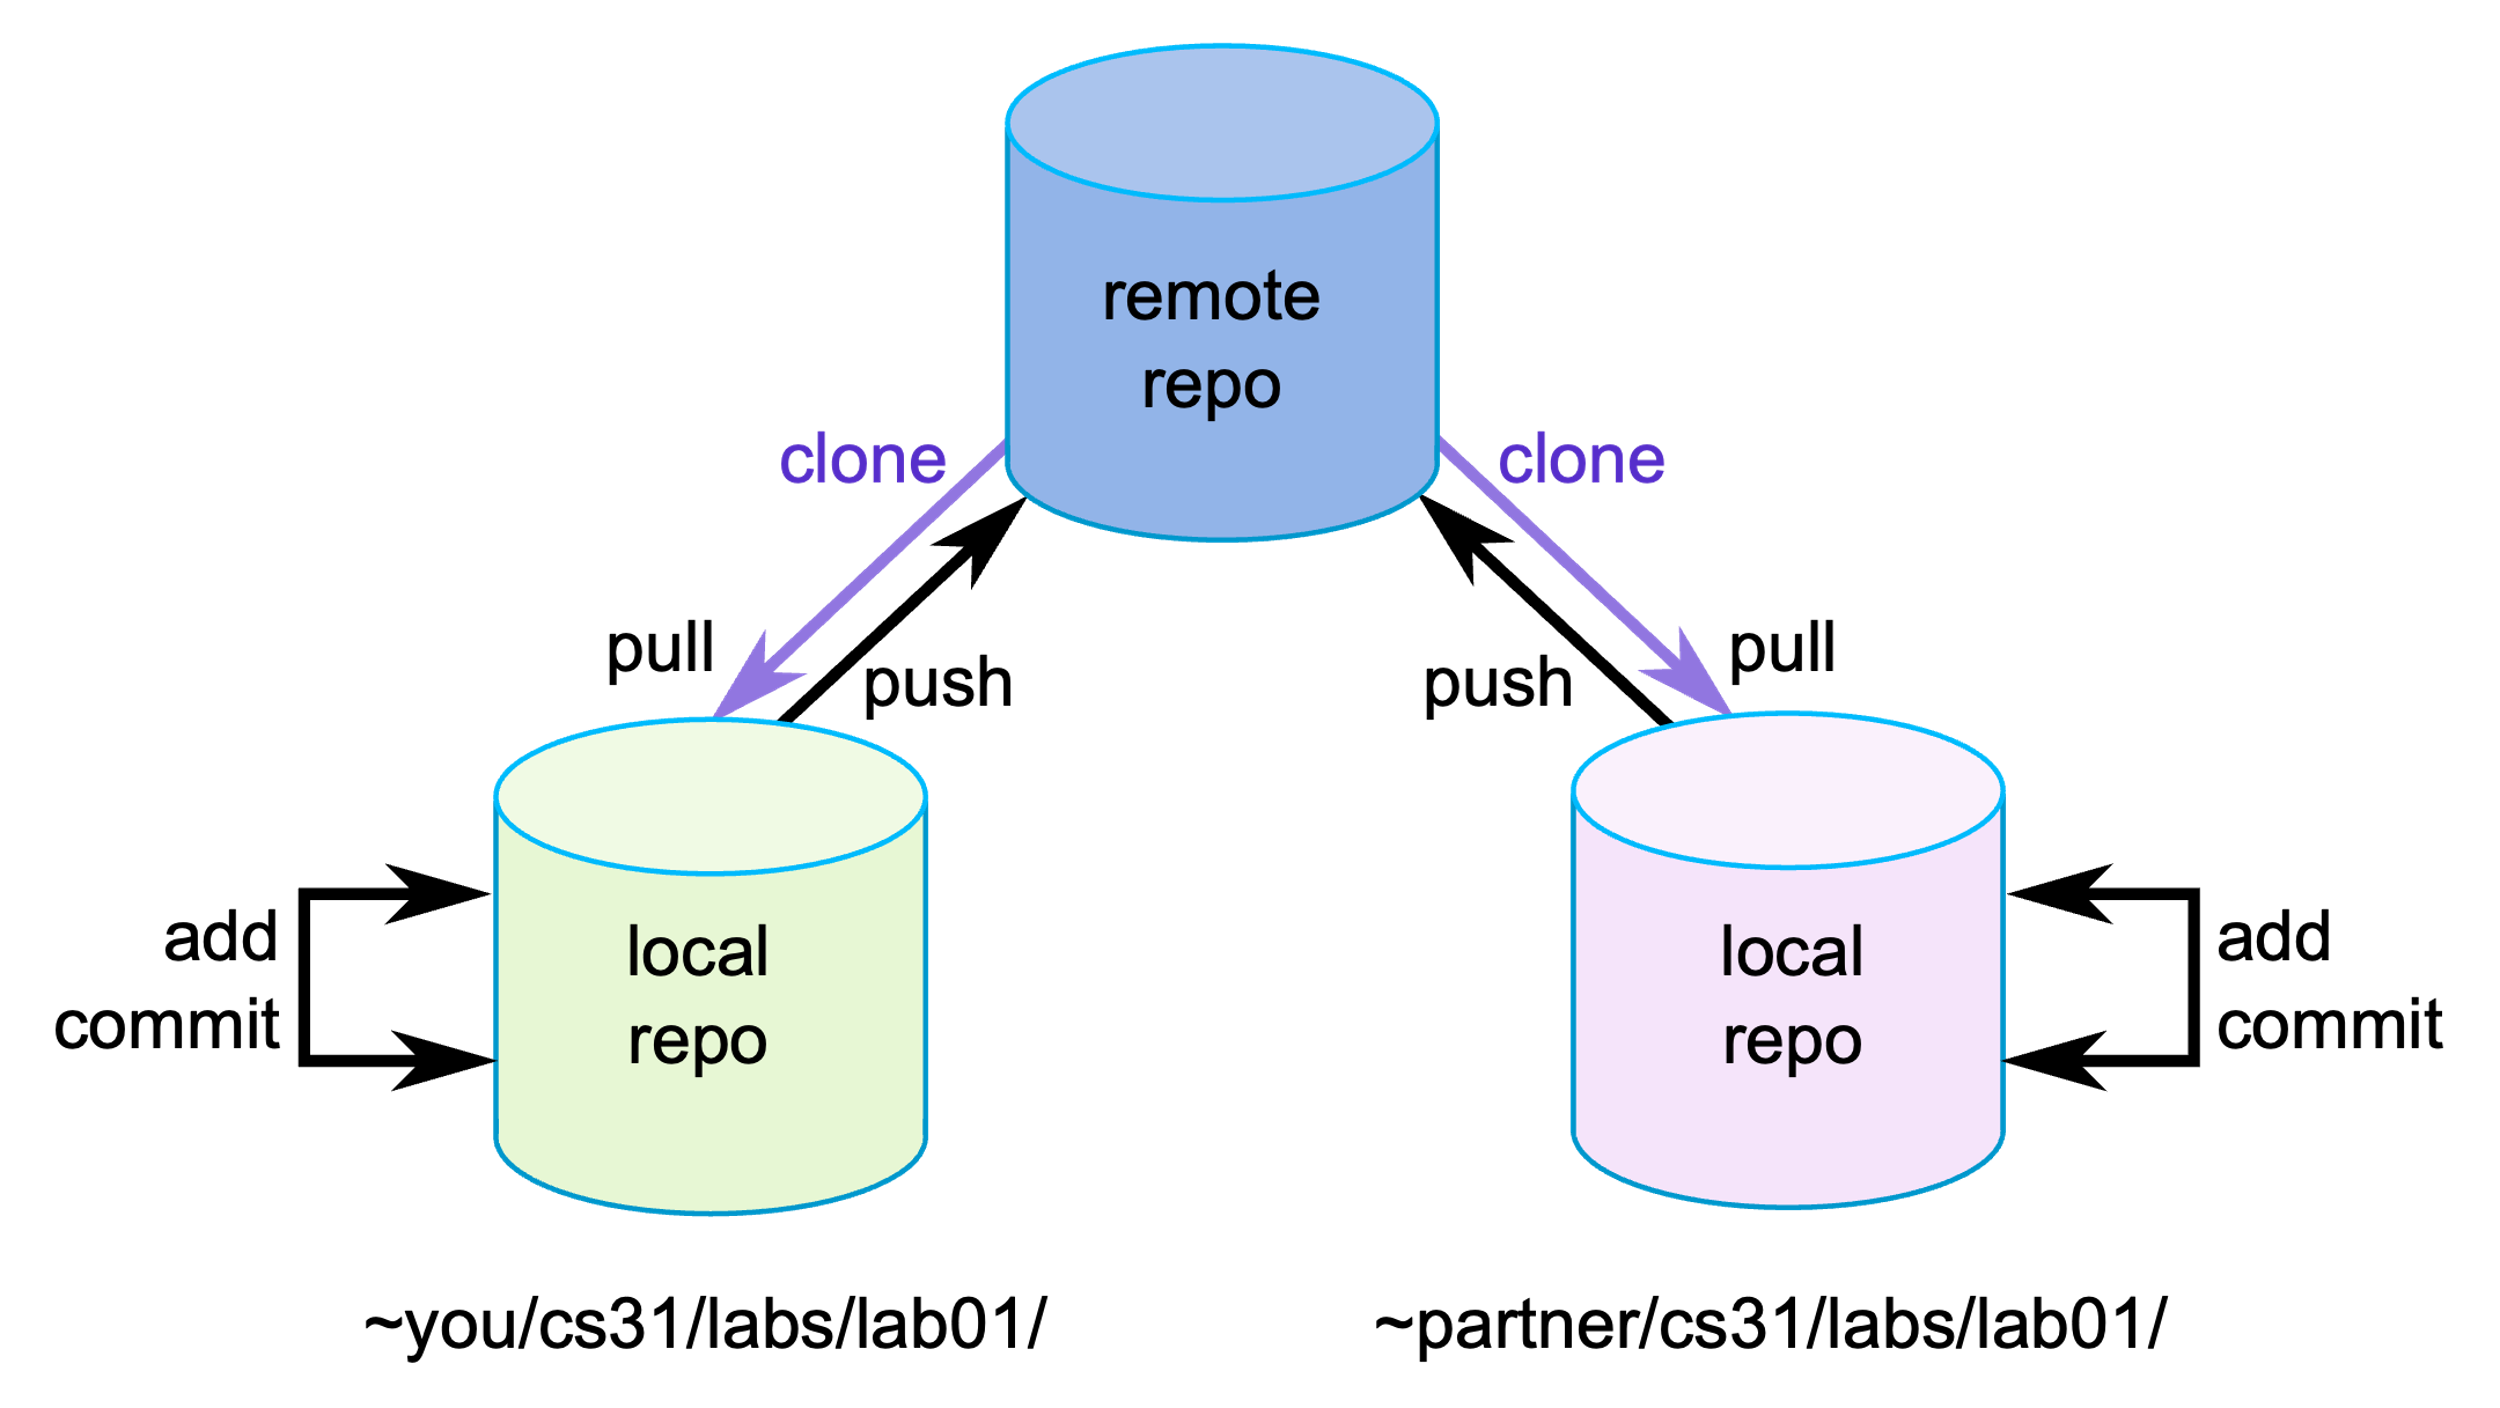 remote
repo
clone
clone
pull
push
push
pull
add
commit
local
repo
local
repo
add
commit
~you/cs31/labs/lab01/
~partner/cs31/labs/lab01/